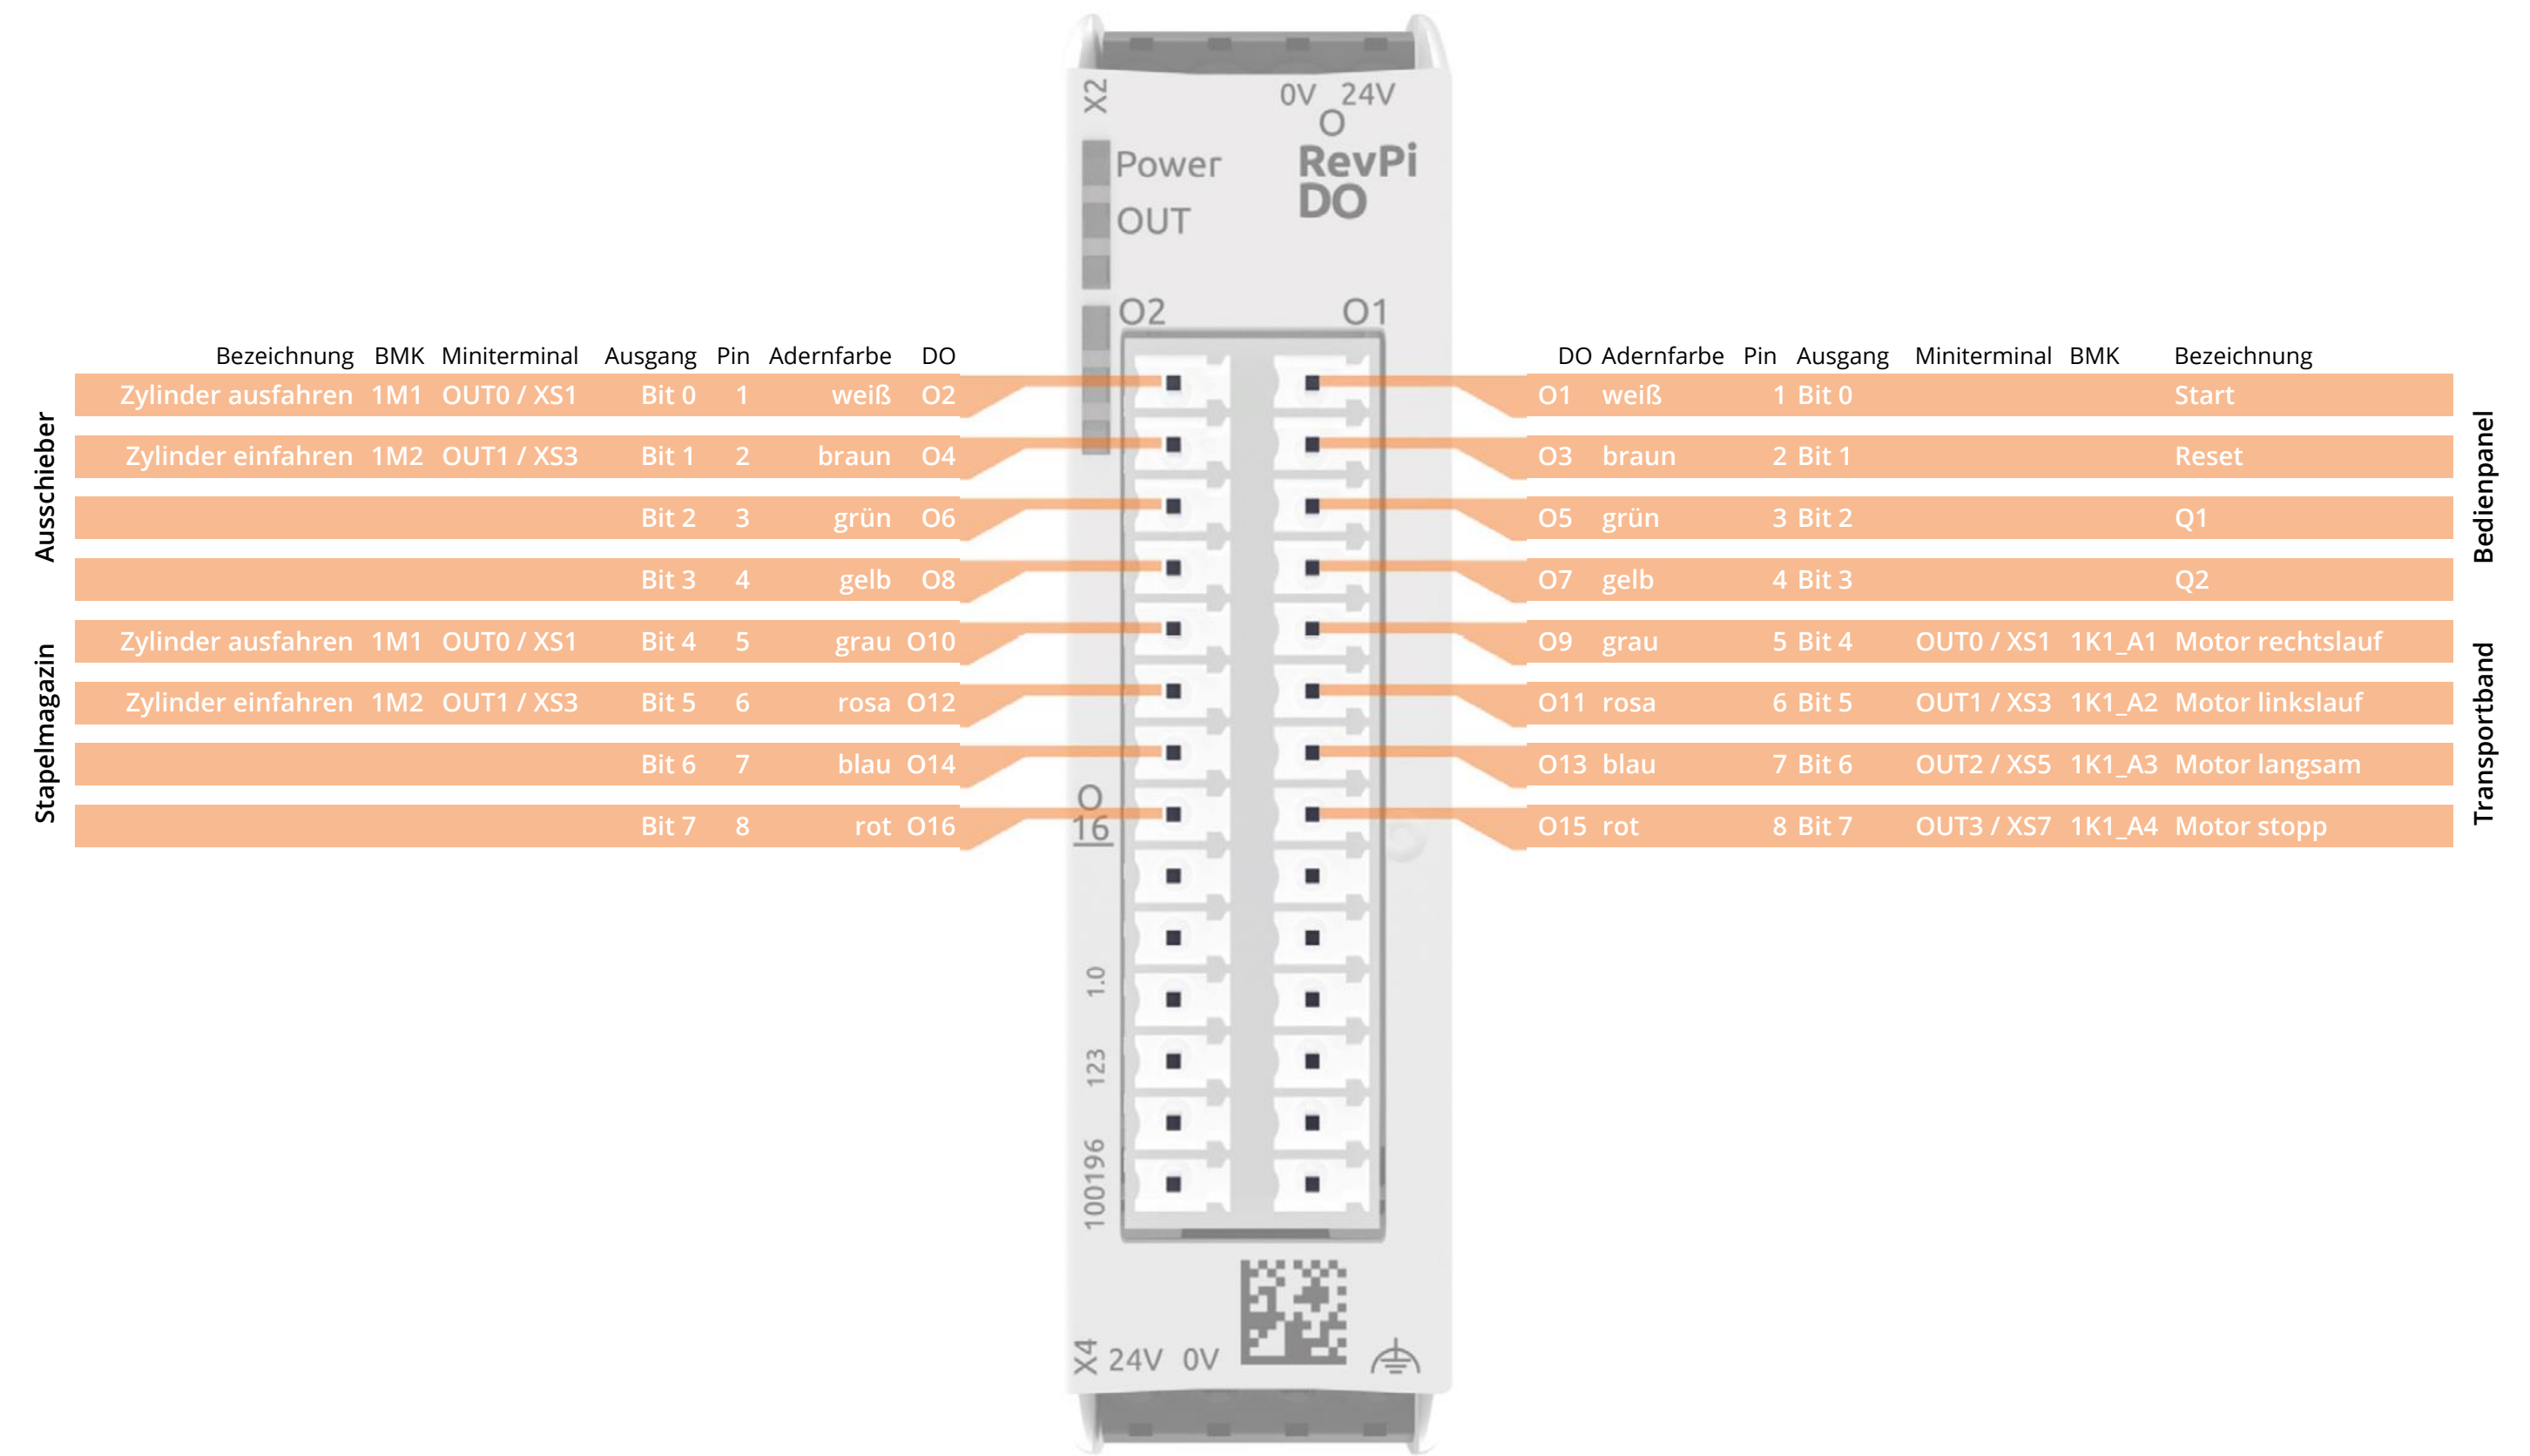 X2
0V 24V
O
Power
RevPi
DO
OUT
O2 O1
Bezeichnung BMK Miniterminal Ausgang Pin Adernfarbe DO
Ausschieber
Zylinder ausfahren 1M1 OUT0 / XS1 Bit 0 1 weiß O2
Zylinder einfahren 1M2 OUT1 / XS3 Bit 1 2 braun O4
Bit 2 3 grün O6
Bit 3 4 gelb O8
Stapelmagazin
Zylinder ausfahren 1M1 OUT0 / XS1 Bit 4 5 grau O10
Zylinder einfahren 1M2 OUT1 / XS3 Bit 5 6 rosa O12
Bit 6 7 blau O14
Bit 7 8 rot O16
DO Adernfarbe Pin Ausgang Miniterminal BMK Bezeichnung
O1 weiß 1 Bit 0 Start
O3 braun 2 Bit 1 Reset
O5 grün 3 Bit 2 Q1
O7 gelb 4 Bit 3 Q2
Bedienpanel
O9 grau 5 Bit 4 OUT0 / XS1 1K1_A1 Motor rechtslauf
O11 rosa 6 Bit 5 OUT1 / XS3 1K1_A2 Motor linkslauf
O13 blau 7 Bit 6 OUT2 / XS5 1K1_A3 Motor langsam
O15 rot 8 Bit 7 OUT3 / XS7 1K1_A4 Motor stopp
Transportband
O
16
1.0
123
100196
X4 24V 0V